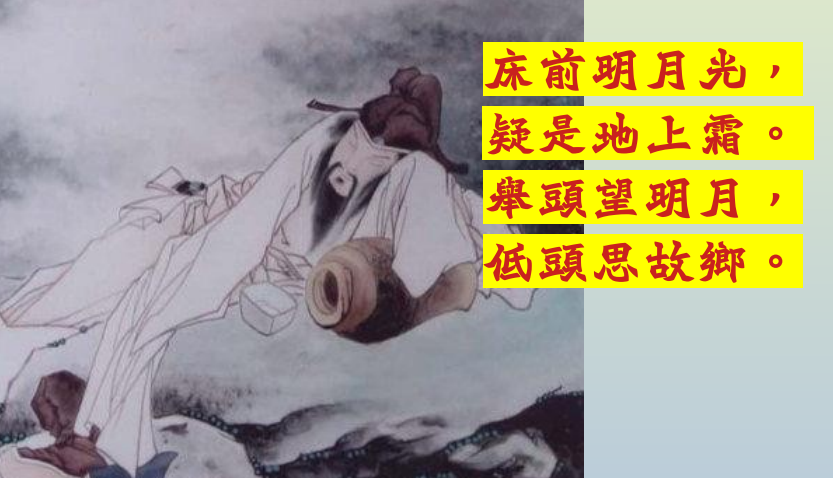 床前明月光，
疑是地上霜。
舉頭望明月，
低頭思故鄉。